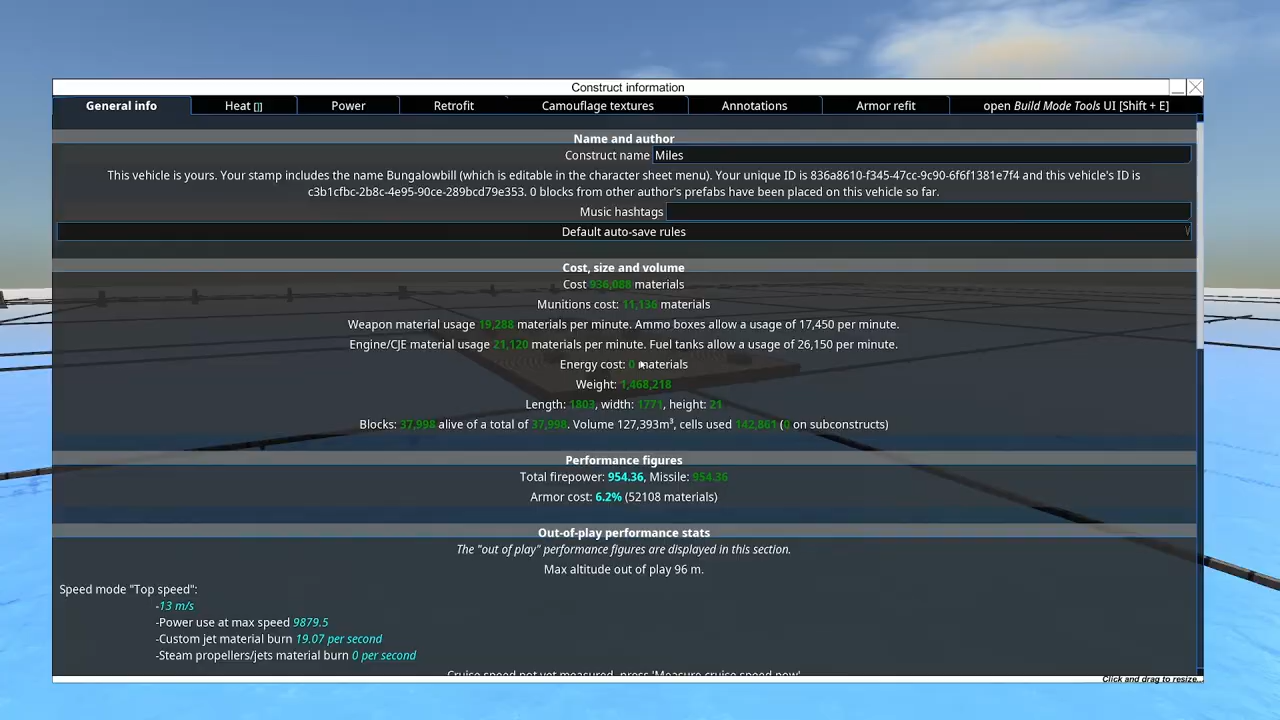 Construct information
General info
Heat []
Power
Retrofit
Camouflage textures
Annotations
Armor refit
open Build Mode Tools UI [Shift + E]
Name and author
Construct name Miles
This vehicle is yours. Your stamp includes the name Bungalowbill (which is editable in the character sheet menu). Your unique ID is 836a8610-f345-47cc-9c90-6f6f1381e7f4 and this vehicle's ID is
c3b1cfbc-2b8c-4e95-90ce-289bcd79e353. 0 blocks from other author's prefabs have been placed on this vehicle so far.
Music hashtags
Default auto-save rules
Cost, size and volume
Cost 936,088 materials
Munitions cost: 11,136 materials
Weapon material usage 19,288 materials per minute. Ammo boxes allow a usage of 17,450 per minute.
Engine/CJE material usage 21,120 materials per minute. Fuel tanks allow a usage of 26,150 per minute.
Energy cost: 0 materials
Weight: 1,468,218
Length: 1803, width: 1771, height: 21
Blocks: 37,998 alive of a total of 37,998. Volume 127,393m³, cells used 142,861 (0 on subconstructs)
Performance figures
Total firepower: 954.36, Missile: 954.36
Armor cost: 6.2% (52108 materials)
Out-of-play performance stats
The "out of play" performance figures are displayed in this section.
Max altitude out of play 96 m.
Speed mode "Top speed":
-13 m/s
-Power use at max speed 9879.5
-Custom jet material burn 19.07 per second
-Steam propellers/jets material burn 0 per second
Cruise speed not yet measured, press 'Measure cruise speed now'
Click and drag to resize...